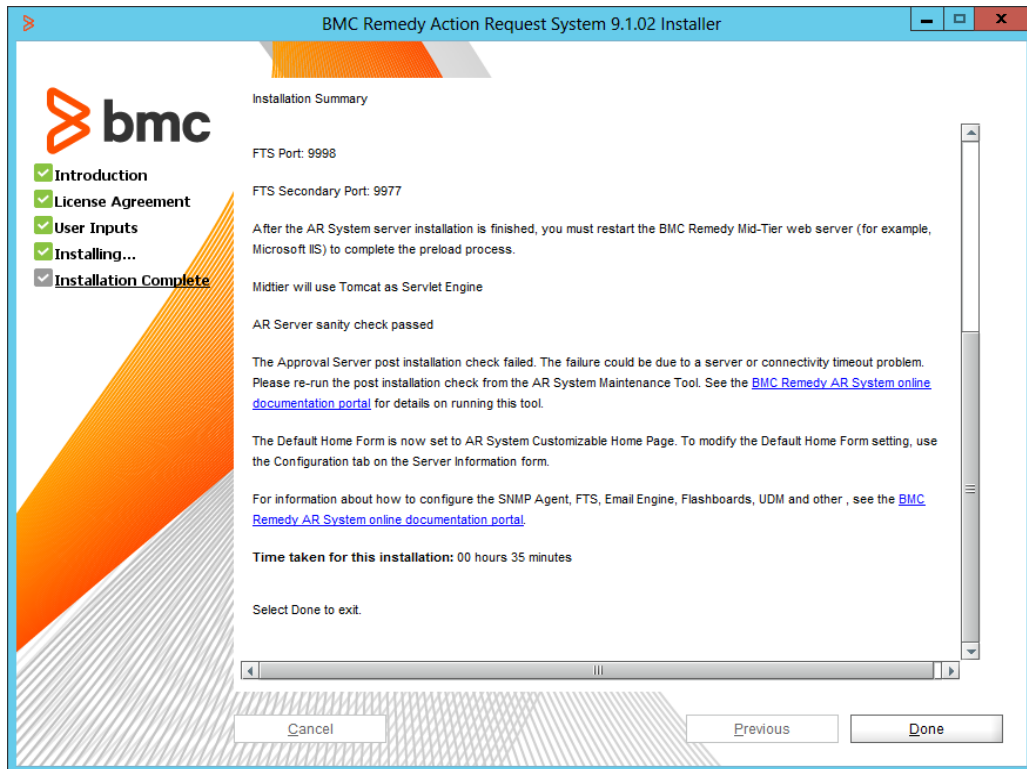 BMC Remedy Action Request System 9.1.02 Installer
bmc
Introduction
License Agreement
User Inputs
Installing...
Installation Complete
Installation Summary
FTS Port: 9998
FTS Secondary Port: 9977
After the AR System server installation is finished, you must restart the BMC Remedy Mid-Tier web server (for example,
Microsoft IIS) to complete the preload process.
Midtier will use Tomcat as Servlet Engine
AR Server sanity check passed
The Approval Server post installation check failed. The failure could be due to a server or connectivity timeout problem.
Please re-run the post installation check from the AR System Maintenance Tool. See the BMC Remedy AR System online
documentation portal for details on running this tool.
The Default Home Form is now set to AR System Customizable Home Page. To modify the Default Home Form setting, use
the Configuration tab on the Server Information form.
For information about how to configure the SNMP Agent, FTS, Email Engine, Flashboards, UDM and other , see the BMC
Remedy AR System online documentation portal.
Time taken for this installation: 00 hours 35 minutes
Select Done to exit.
Cancel
Previous
Done